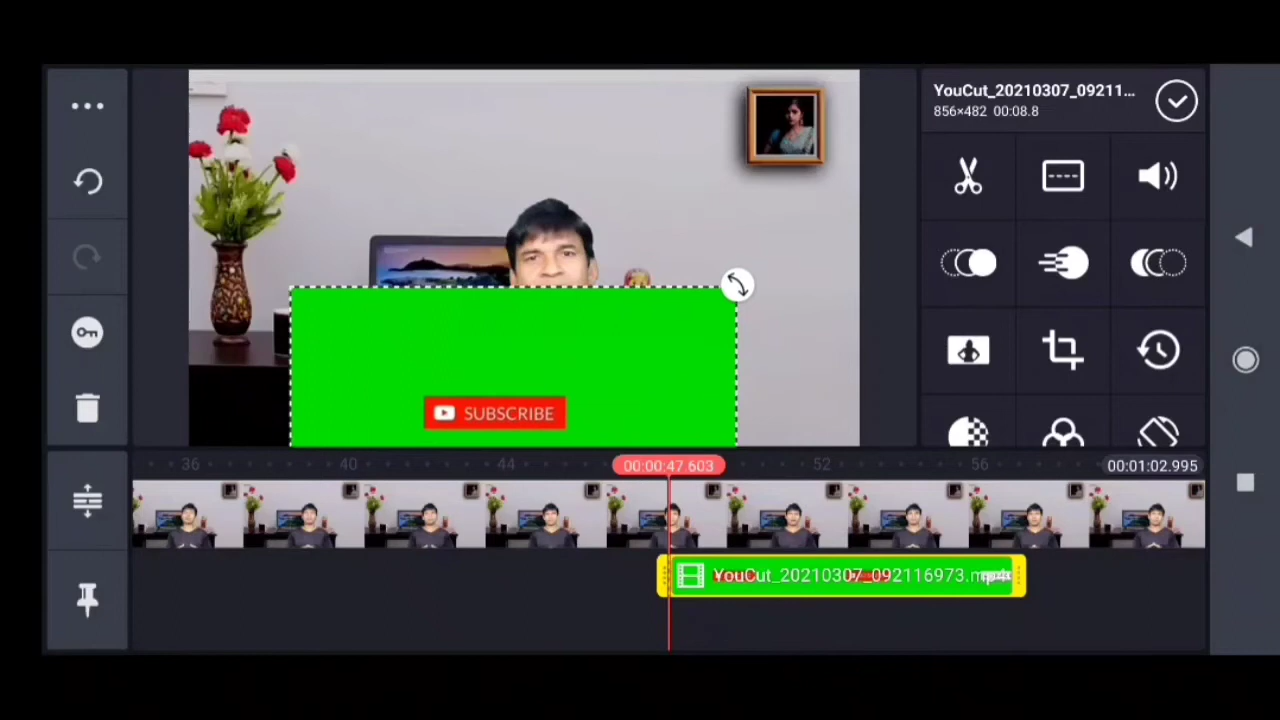 YouCut_20210307_09211...
856×482 00:08.8
SUBSCRIBE
36
40
44
00:00:47.603
52
56
00:01:02.995
YouCut_20210307_092116973.mp4